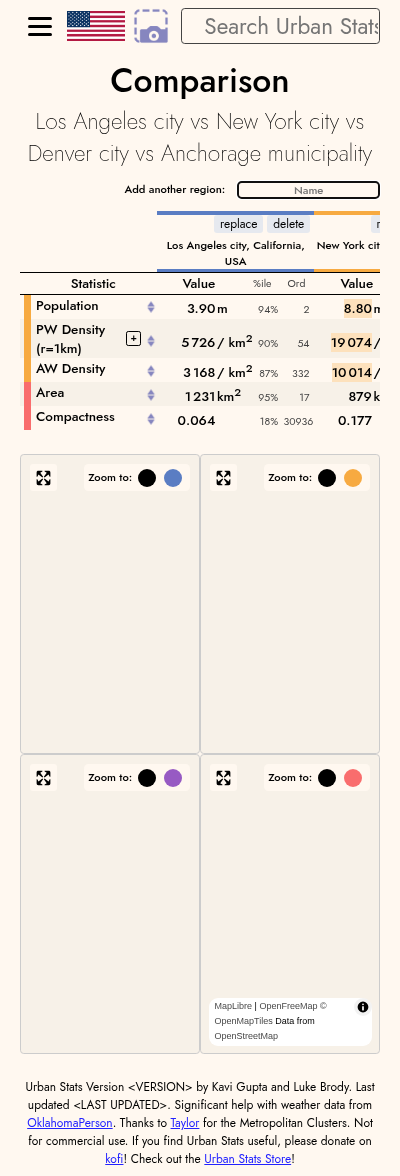 Search Urban Stats
Comparison
Los Angeles city vs New York city vs
Denver city vs Anchorage municipality
Add another region: Name
replace delete
Los Angeles city, California, New York cit
USA
Statistic Value %ile Ord Value
Population 3.90m 94% 2 8.80m
PW Density
(r=1km) + 5 726 / km² 90% 54 19 074 /
AW Density 3 168 / km² 87% 332 10 014 /
Area 1 231 km² 95% 17 879 k
Compactness 0.064 18% 30936 0.177
Zoom to: Zoom to:
Zoom to: Zoom to:
MapLibre | OpenFreeMap ©
OpenMapTiles Data from
OpenStreetMap
Urban Stats Version <VERSION> by Kavi Gupta and Luke Brody. Last
updated <LAST UPDATED>. Significant help with weather data from
OklahomaPerson. Thanks to Taylor for the Metropolitan Clusters. Not
for commercial use. If you find Urban Stats useful, please donate on
kofi! Check out the Urban Stats Store!